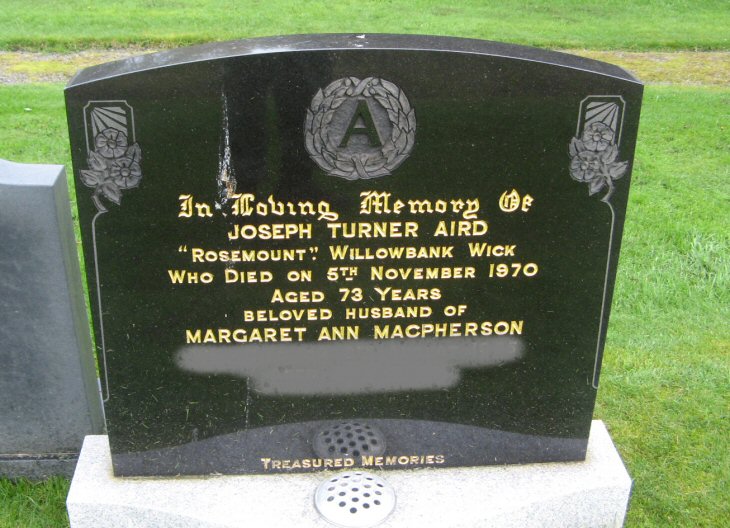 A
In Loving Memory Of
JOSEPH TURNER AIRD
"ROSEMOUNT". WILLOWBANK WICK
WHO DIED ON 5TH NOVEMBER 1970
AGED 73 YEARS
BELOVED HUSBAND OF
MARGARET ANN MACPHERSON
TREASURED MEMORIES